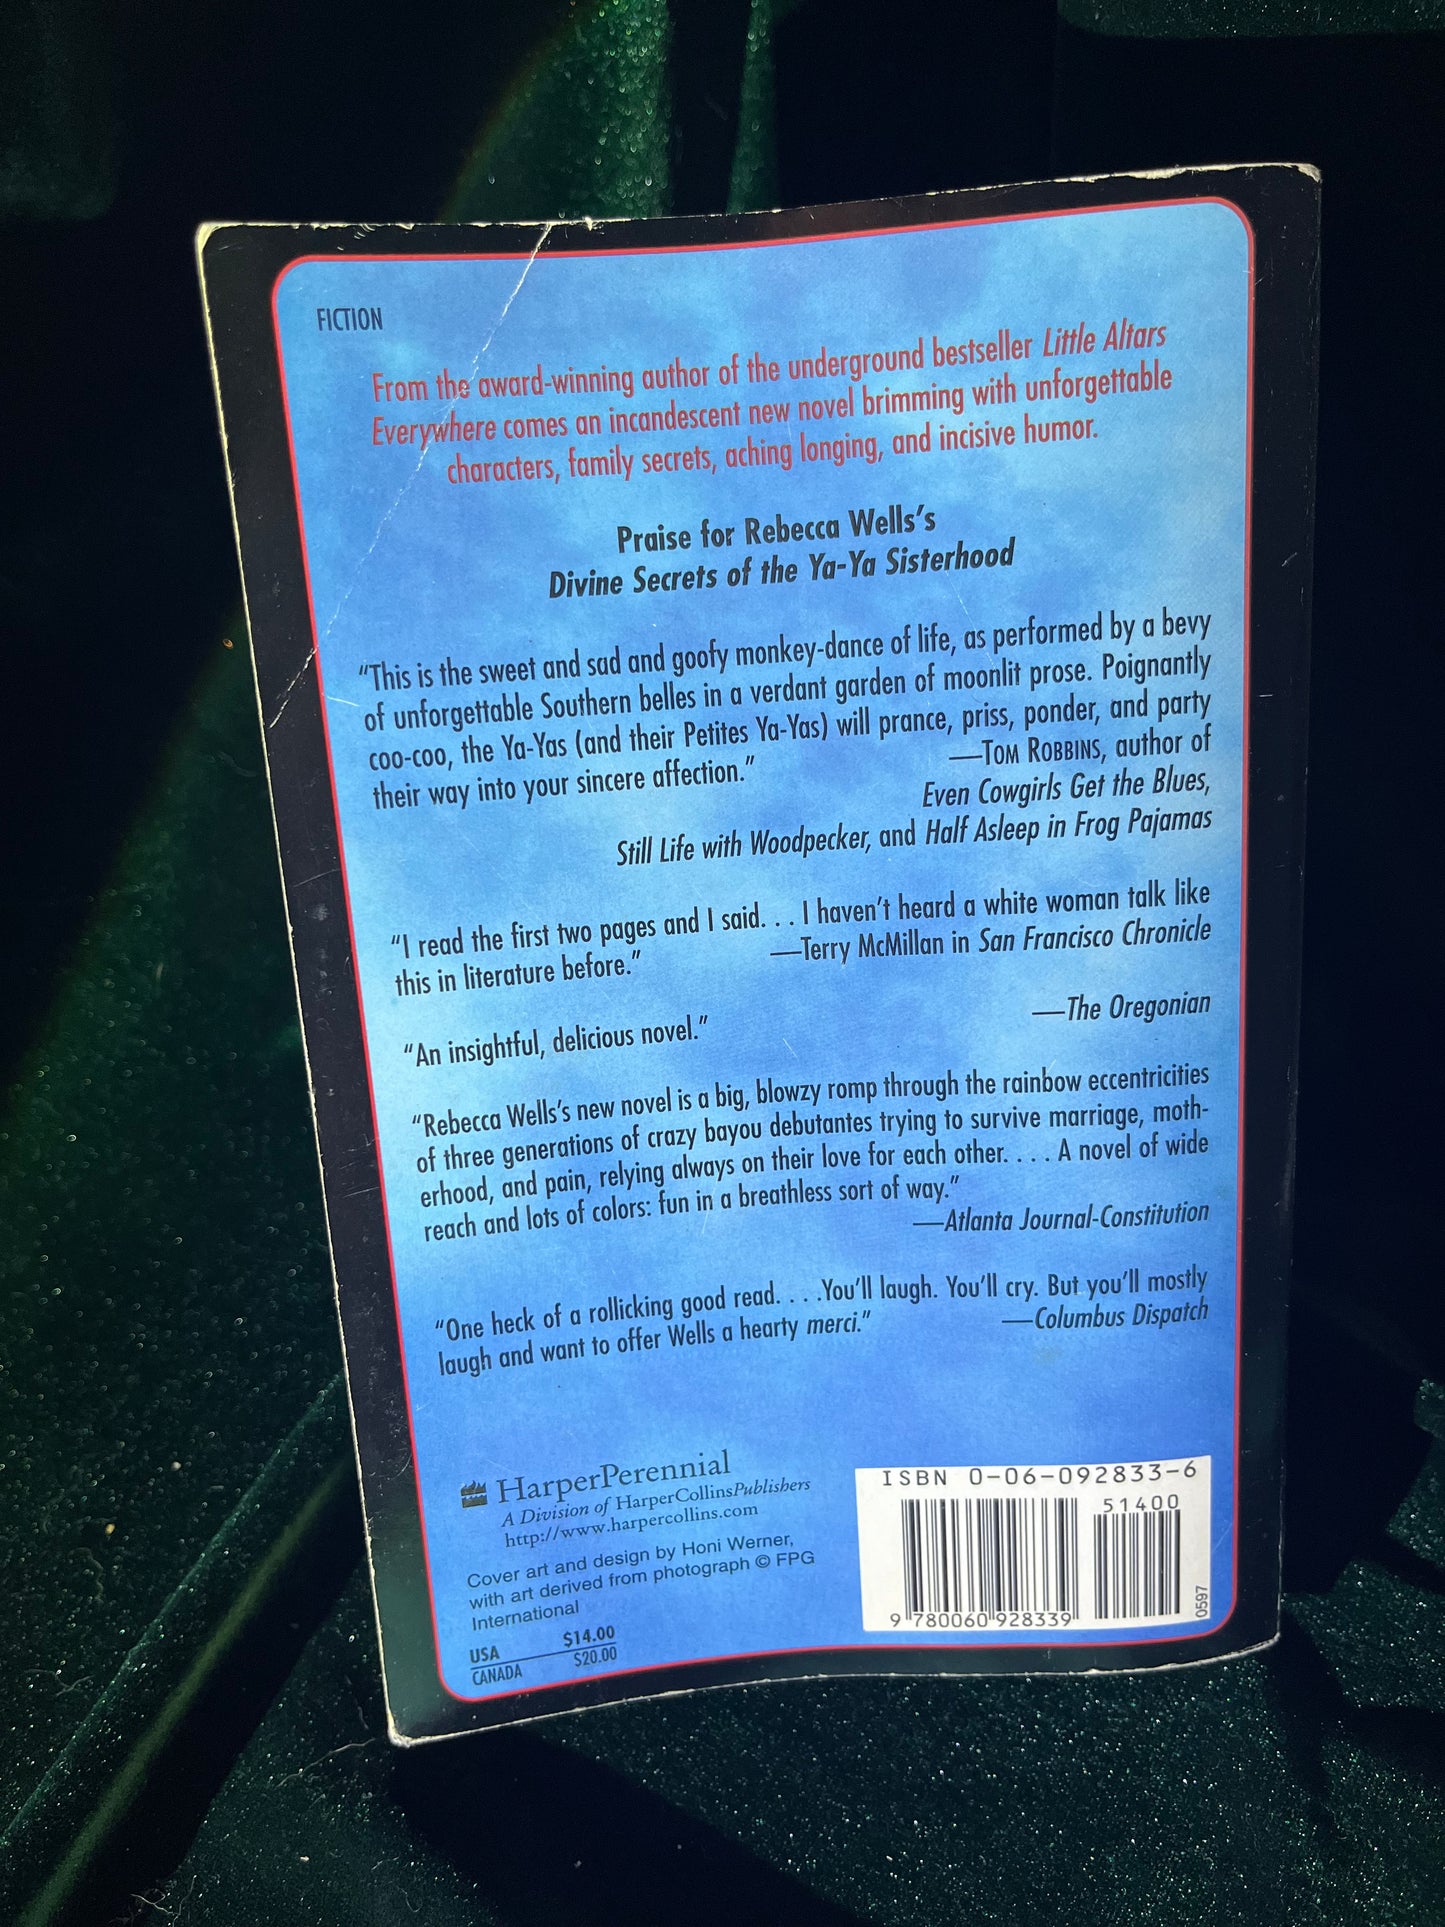 FICTION
From the award-winning author of the underground bestseller Little Altars
Everywhere comes an incandescent new novel brimming with unforgettable
characters, family secrets, aching longing, and incisive humor.
Praise for Rebecca Wells's
Divine Secrets of the Ya-Ya Sisterhood
“This is the sweet and sad and goofy monkey-dance of life, as performed by a bevy
of unforgettable Southern belles in a verdant garden of moonlit prose. Poignantly
coo-coo, the Ya-Yas (and their Petites Ya-Yas) will prance, priss, ponder, and party
their way into your sincere affection.”
—TOM ROBBINS, author of
Even Cowgirls Get the Blues,
Still Life with Woodpecker, and Half Asleep in Frog Pajamas
“I read the first two pages and I said. . . I haven't heard a white woman talk like
this in literature before.”
—Terry McMillan in San Francisco Chronicle
“An insightful, delicious novel.”
—The Oregonian
“Rebecca Wells's new novel is a big, blowzy romp through the rainbow eccentricities
of three generations of crazy bayou debutantes trying to survive marriage, moth-
erhood, and pain, relying always on their love for each other. . . . A novel of wide
reach and lots of colors: fun in a breathless sort of way.”
—Atlanta Journal-Constitution
“One heck of a rollicking good read. . . .You'll laugh. You'll cry. But you'll mostly
laugh and want to offer Wells a hearty merci.”
—Columbus Dispatch
HarperPerennial
A Division of HarperCollinsPublishers
http://www.harpercollins.com
Cover art and design by Honi Werner,
with art derived from photograph © FPG
International
USA $14.00
CANADA $20.00
ISBN 0-06-092833-6
51400
9 780060 928339
0597